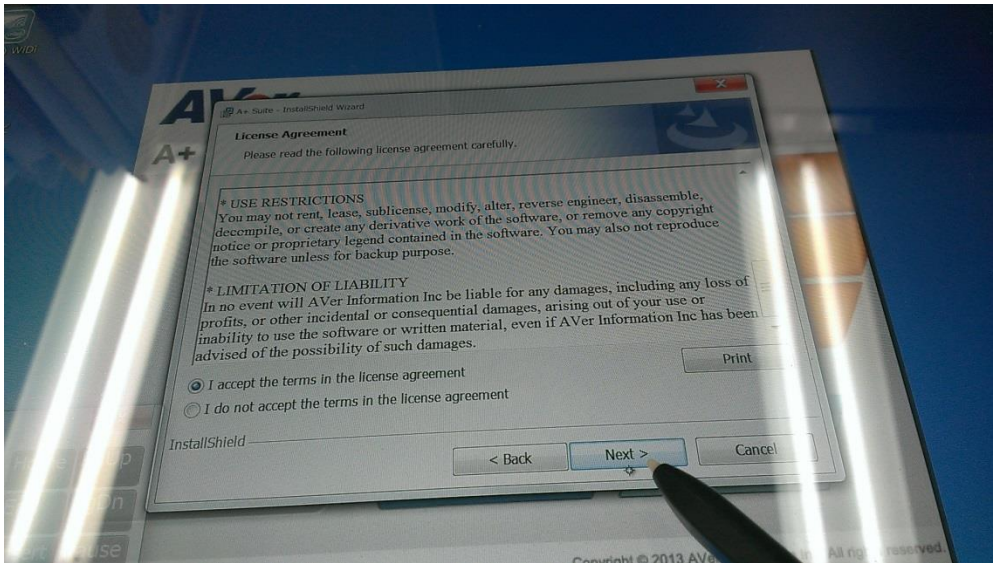 WiDi
AVer
A+
A+ Suite - InstallShield Wizard
License Agreement
Please read the following license agreement carefully.
* USE RESTRICTIONS
You may not rent, lease, sublicense, modify, alter, reverse engineer, disassemble,
decompile, or create any derivative work of the software, or remove any copyright
notice or proprietary legend contained in the software. You may also not reproduce
the software unless for backup purpose.
* LIMITATION OF LIABILITY
In no event will AVer Information Inc be liable for any damages, including any loss of
profits, or other incidental or consequential damages, arising out of your use or
inability to use the software or written material, even if AVer Information Inc has been
advised of the possibility of such damages.
I accept the terms in the license agreement
I do not accept the terms in the license agreement
Print
InstallShield
< Back
Next >
Cancel
Copyright © 2013 AVer
All rights reserved.